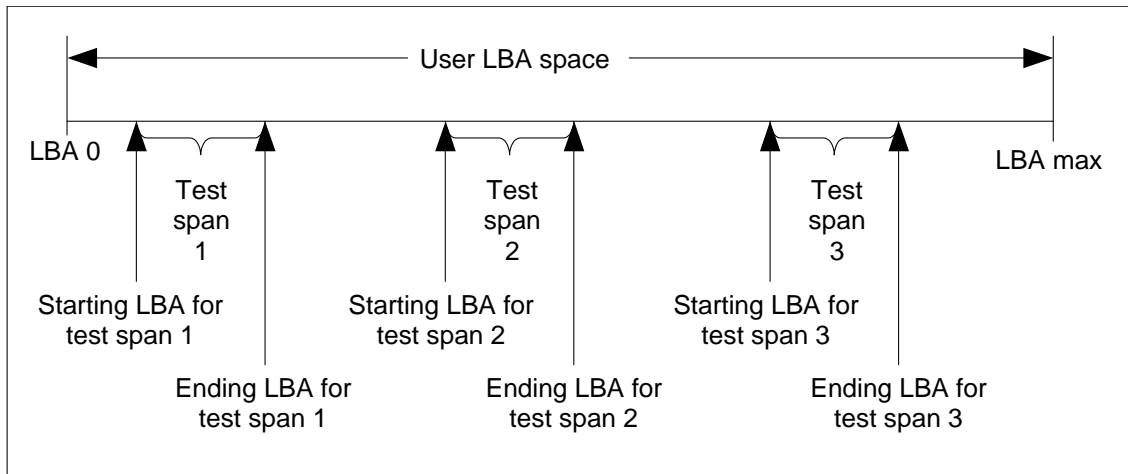 User LBA space
LBA 0
LBA max
Test
span
1
Test
span
2
Test
span
3
Starting LBA for
test span 1
Starting LBA for
test span 2
Starting LBA for
test span 3
Ending LBA for
test span 1
Ending LBA for
test span 2
Ending LBA for
test span 3